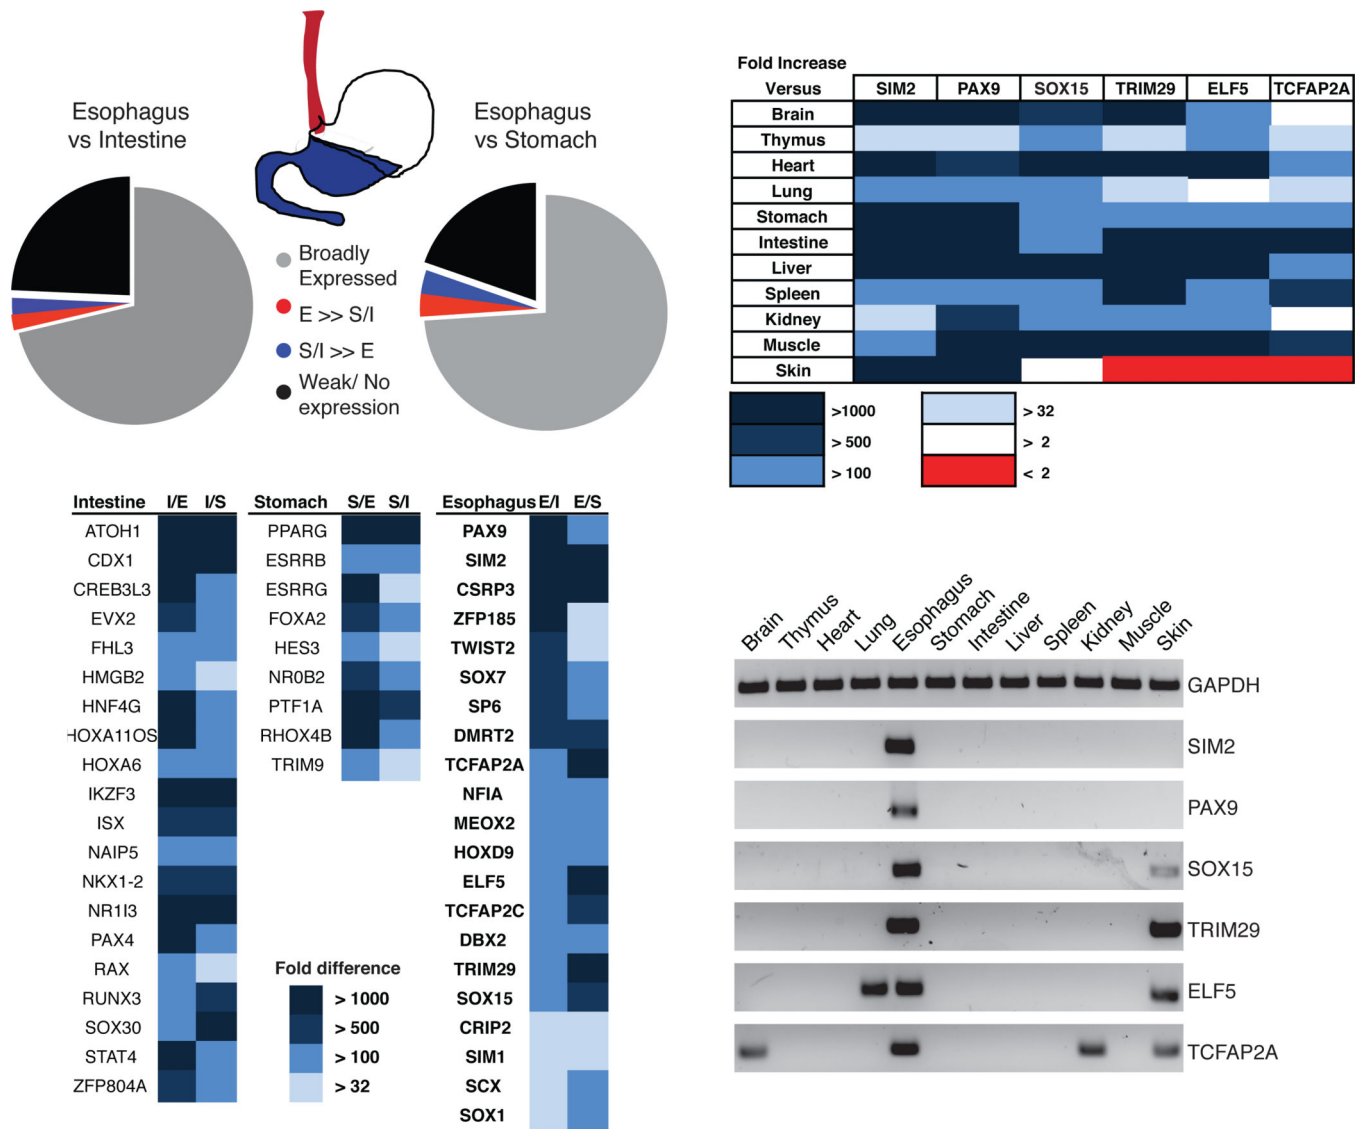 Esophagus
vs Intestine
Esophagus
vs Stomach
Broadly
Expressed
E >> S/I
S/I >> E
Weak/ No
expression
Fold Increase
Versus SIM2 PAX9 SOX15 TRIM29 ELF5 TCFAP2A
Brain
Thymus
Heart
Lung
Stomach
Intestine
Liver
Spleen
Kidney
Muscle
Skin
>1000 > 32
> 500 > 2
> 100 < 2
Intestine I/E I/S
ATOH1
CDX1
CREB3L3
EVX2
FHL3
HMGB2
HNF4G
HOXA11OS
HOXA6
IKZF3
ISX
NAIP5
NKX1-2
NR1I3
PAX4
RAX
RUNX3
SOX30
STAT4
ZFP804A
Stomach S/E S/I
PPARG
ESRRB
ESRRG
FOXA2
HES3
NR0B2
PTF1A
RHOX4B
TRIM9
Fold difference
> 1000
> 500
> 100
> 32
Esophagus E/I E/S
PAX9
SIM2
CSRP3
ZFP185
TWIST2
SOX7
SP6
DMRT2
TCFAP2A
NFIA
MEOX2
HOXD9
ELF5
TCFAP2C
DBX2
TRIM29
SOX15
CRIP2
SIM1
SCX
SOX1
Brain Thymus Heart Lung Esophagus Stomach Intestine Liver Spleen Kidney Muscle Skin
GAPDH
SIM2
PAX9
SOX15
TRIM29
ELF5
TCFAP2A